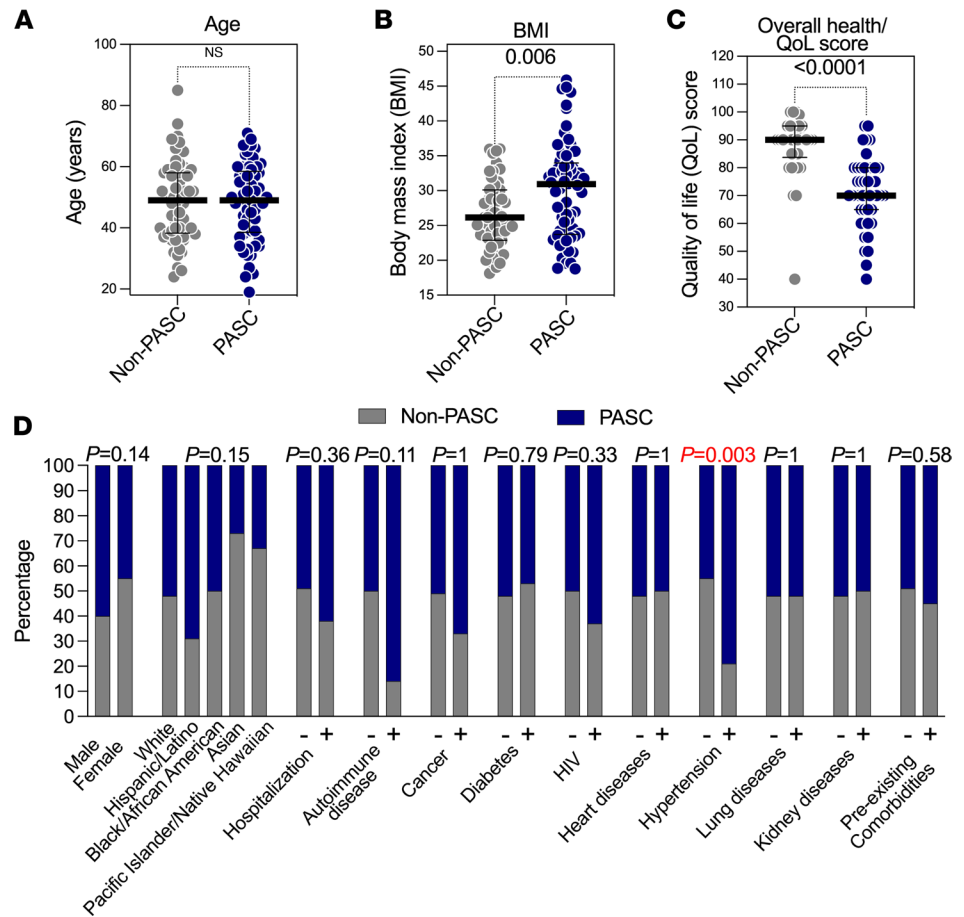 A
Age
NS
100
80
60
40
20
Age (years)
Non-PASC
PASC
B
BMI
0.006
50
45
40
35
30
25
20
15
Body mass index (BMI)
Non-PASC
PASC
C
Overall health/
QoL score
<0.0001
120
110
100
90
80
70
60
50
40
30
Quality of life (QoL) score
Non-PASC
PASC
D
Non-PASC
PASC
P=0.14
P=0.15
P=0.36
P=0.11
P=1
P=0.79
P=0.33
P=1
P=0.003
P=1
P=1
P=0.58
100
90
80
70
60
50
40
30
20
10
0
Percentage
- +
- +
- +
- +
- +
- +
- +
- +
- +
- +
Male
Female
White
Hispanic/Latino
Black/African American
Asian
Pacific Islander/Native Hawaiian
Hospitalization
Autoimmune
disease
Cancer
Diabetes
HIV
Heart diseases
Hypertension
Lung diseases
Kidney diseases
Pre-existing
Comorbidities